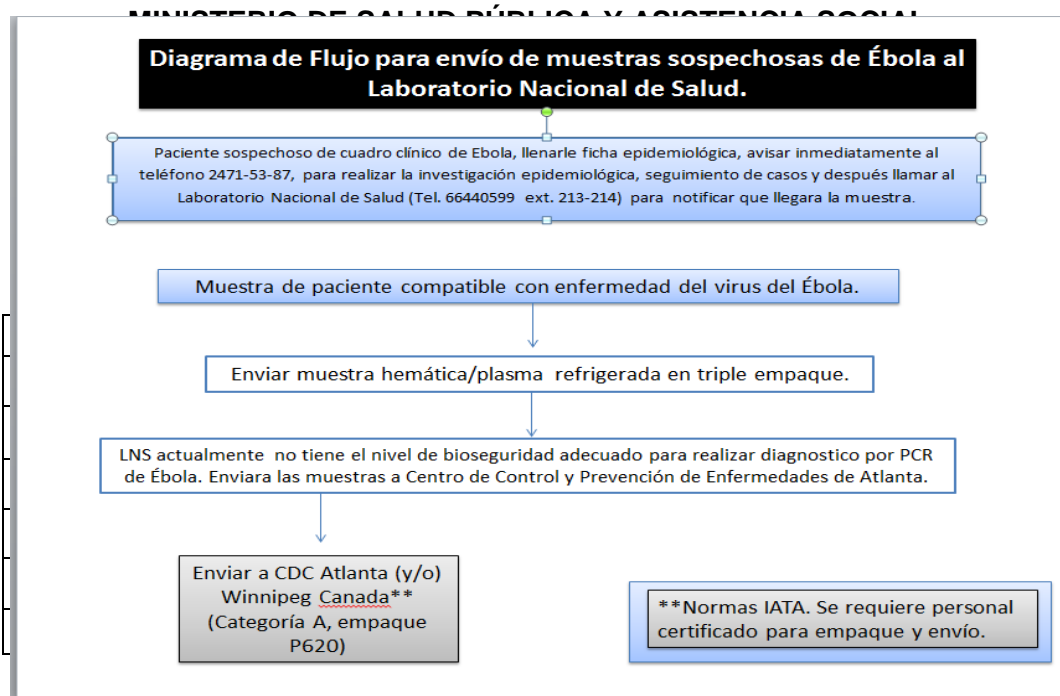 MINISTERIO DE SALUD PÚBLICA Y ASISTENCIA SOCIAL
Diagrama de Flujo para envío de muestras sospechosas de Ébola al
Laboratorio Nacional de Salud.
Paciente sospechoso de cuadro clínico de Ebola, llenarle ficha epidemiológica, avisar inmediatamente al
teléfono 2471-53-87, para realizar la investigación epidemiológica, seguimiento de casos y después llamar al
Laboratorio Nacional de Salud (Tel. 66440599 ext. 213-214) para notificar que llegara la muestra.
Muestra de paciente compatible con enfermedad del virus del Ébola.
Enviar muestra hemática/plasma refrigerada en triple empaque.
LNS actualmente no tiene el nivel de bioseguridad adecuado para realizar diagnostico por PCR
de Ébola. Enviara las muestras a Centro de Control y Prevención de Enfermedades de Atlanta.
Enviar a CDC Atlanta (y/o)
Winnipeg Canada**
(Categoría A, empaque
P620)
**Normas IATA. Se requiere personal
certificado para empaque y envío.